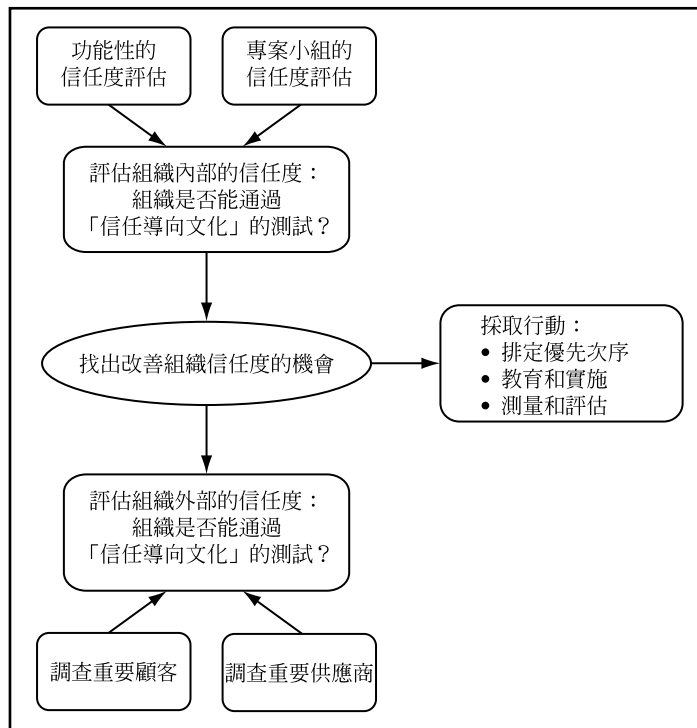 功能性的
信任度評估
專案小組的
信任度評估
評估組織內部的信任度：
組織是否能通過
「信任導向文化」的測試？
找出改善組織信任度的機會
採取行動：
• 排定優先次序
• 教育和實施
• 測量和評估
評估組織外部的信任度：
組織是否能通過
「信任導向文化」的測試？
調查重要顧客
調查重要供應商